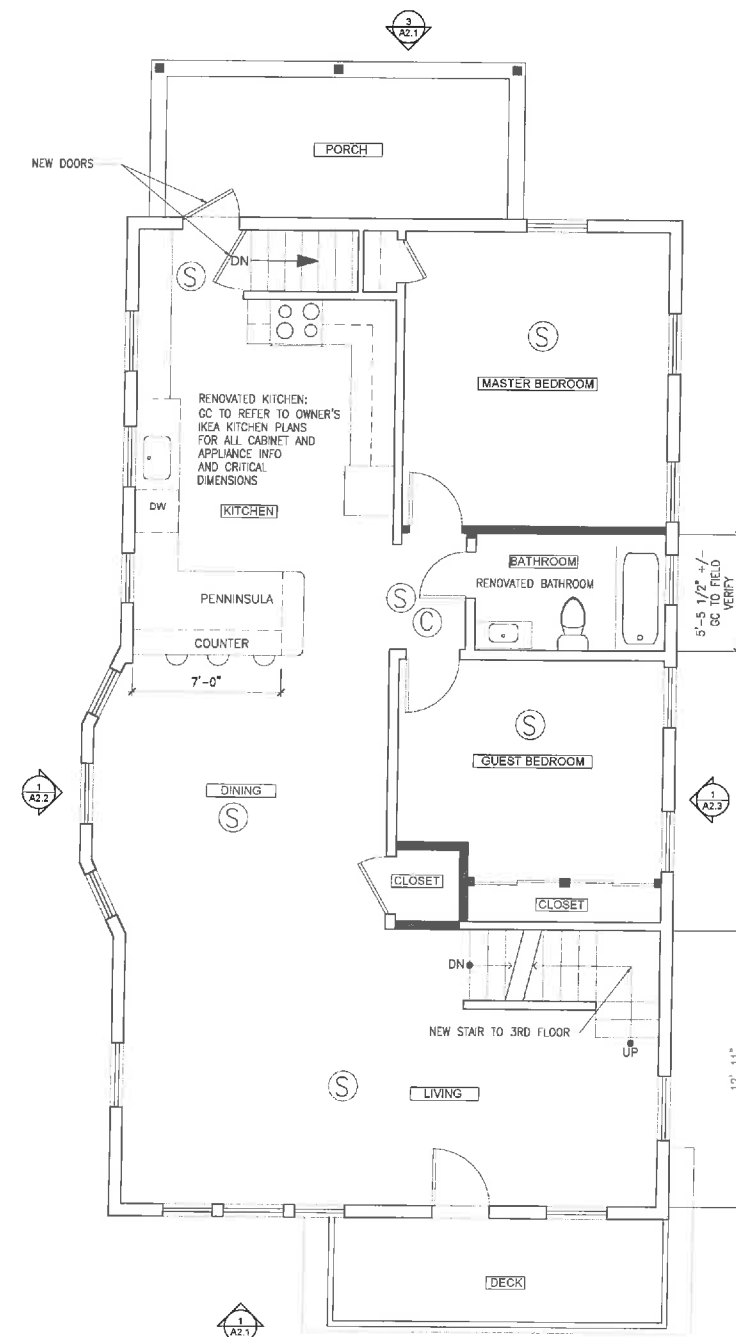 3
A2.1
PORCH
NEW DOORS
DN
S
S
MASTER BEDROOM
RENOVATED KITCHEN:
GC TO REFER TO OWNER'S
IKEA KITCHEN PLANS
FOR ALL CABINET AND
APPLIANCE INFO
AND CRITICAL
DIMENSIONS
KITCHEN
DW
BATHROOM
RENOVATED BATHROOM
5'-5 1/2" +/-
GC TO FIELD
VERIFY
PENNINSULA
S
C
COUNTER
7'-0"
S
GUEST BEDROOM
1
A2.2
DINING
1
A2.3
S
CLOSET
CLOSET
DN
NEW STAIR TO 3RD FLOOR
UP
S
LIVING
DECK
1
A2.1